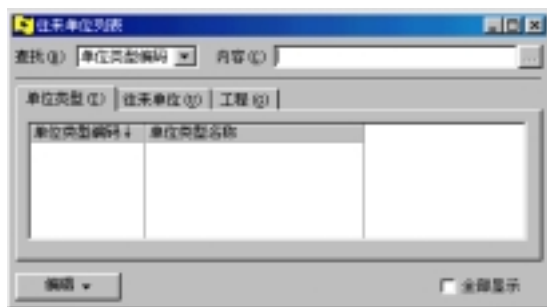 往来单位列表
查找(I) 单位类型编码 内容(C) ...
单位类型(T) 往来单位(U) 工程(G)
单位类型编码↓ 单位类型名称
编辑 全部显示